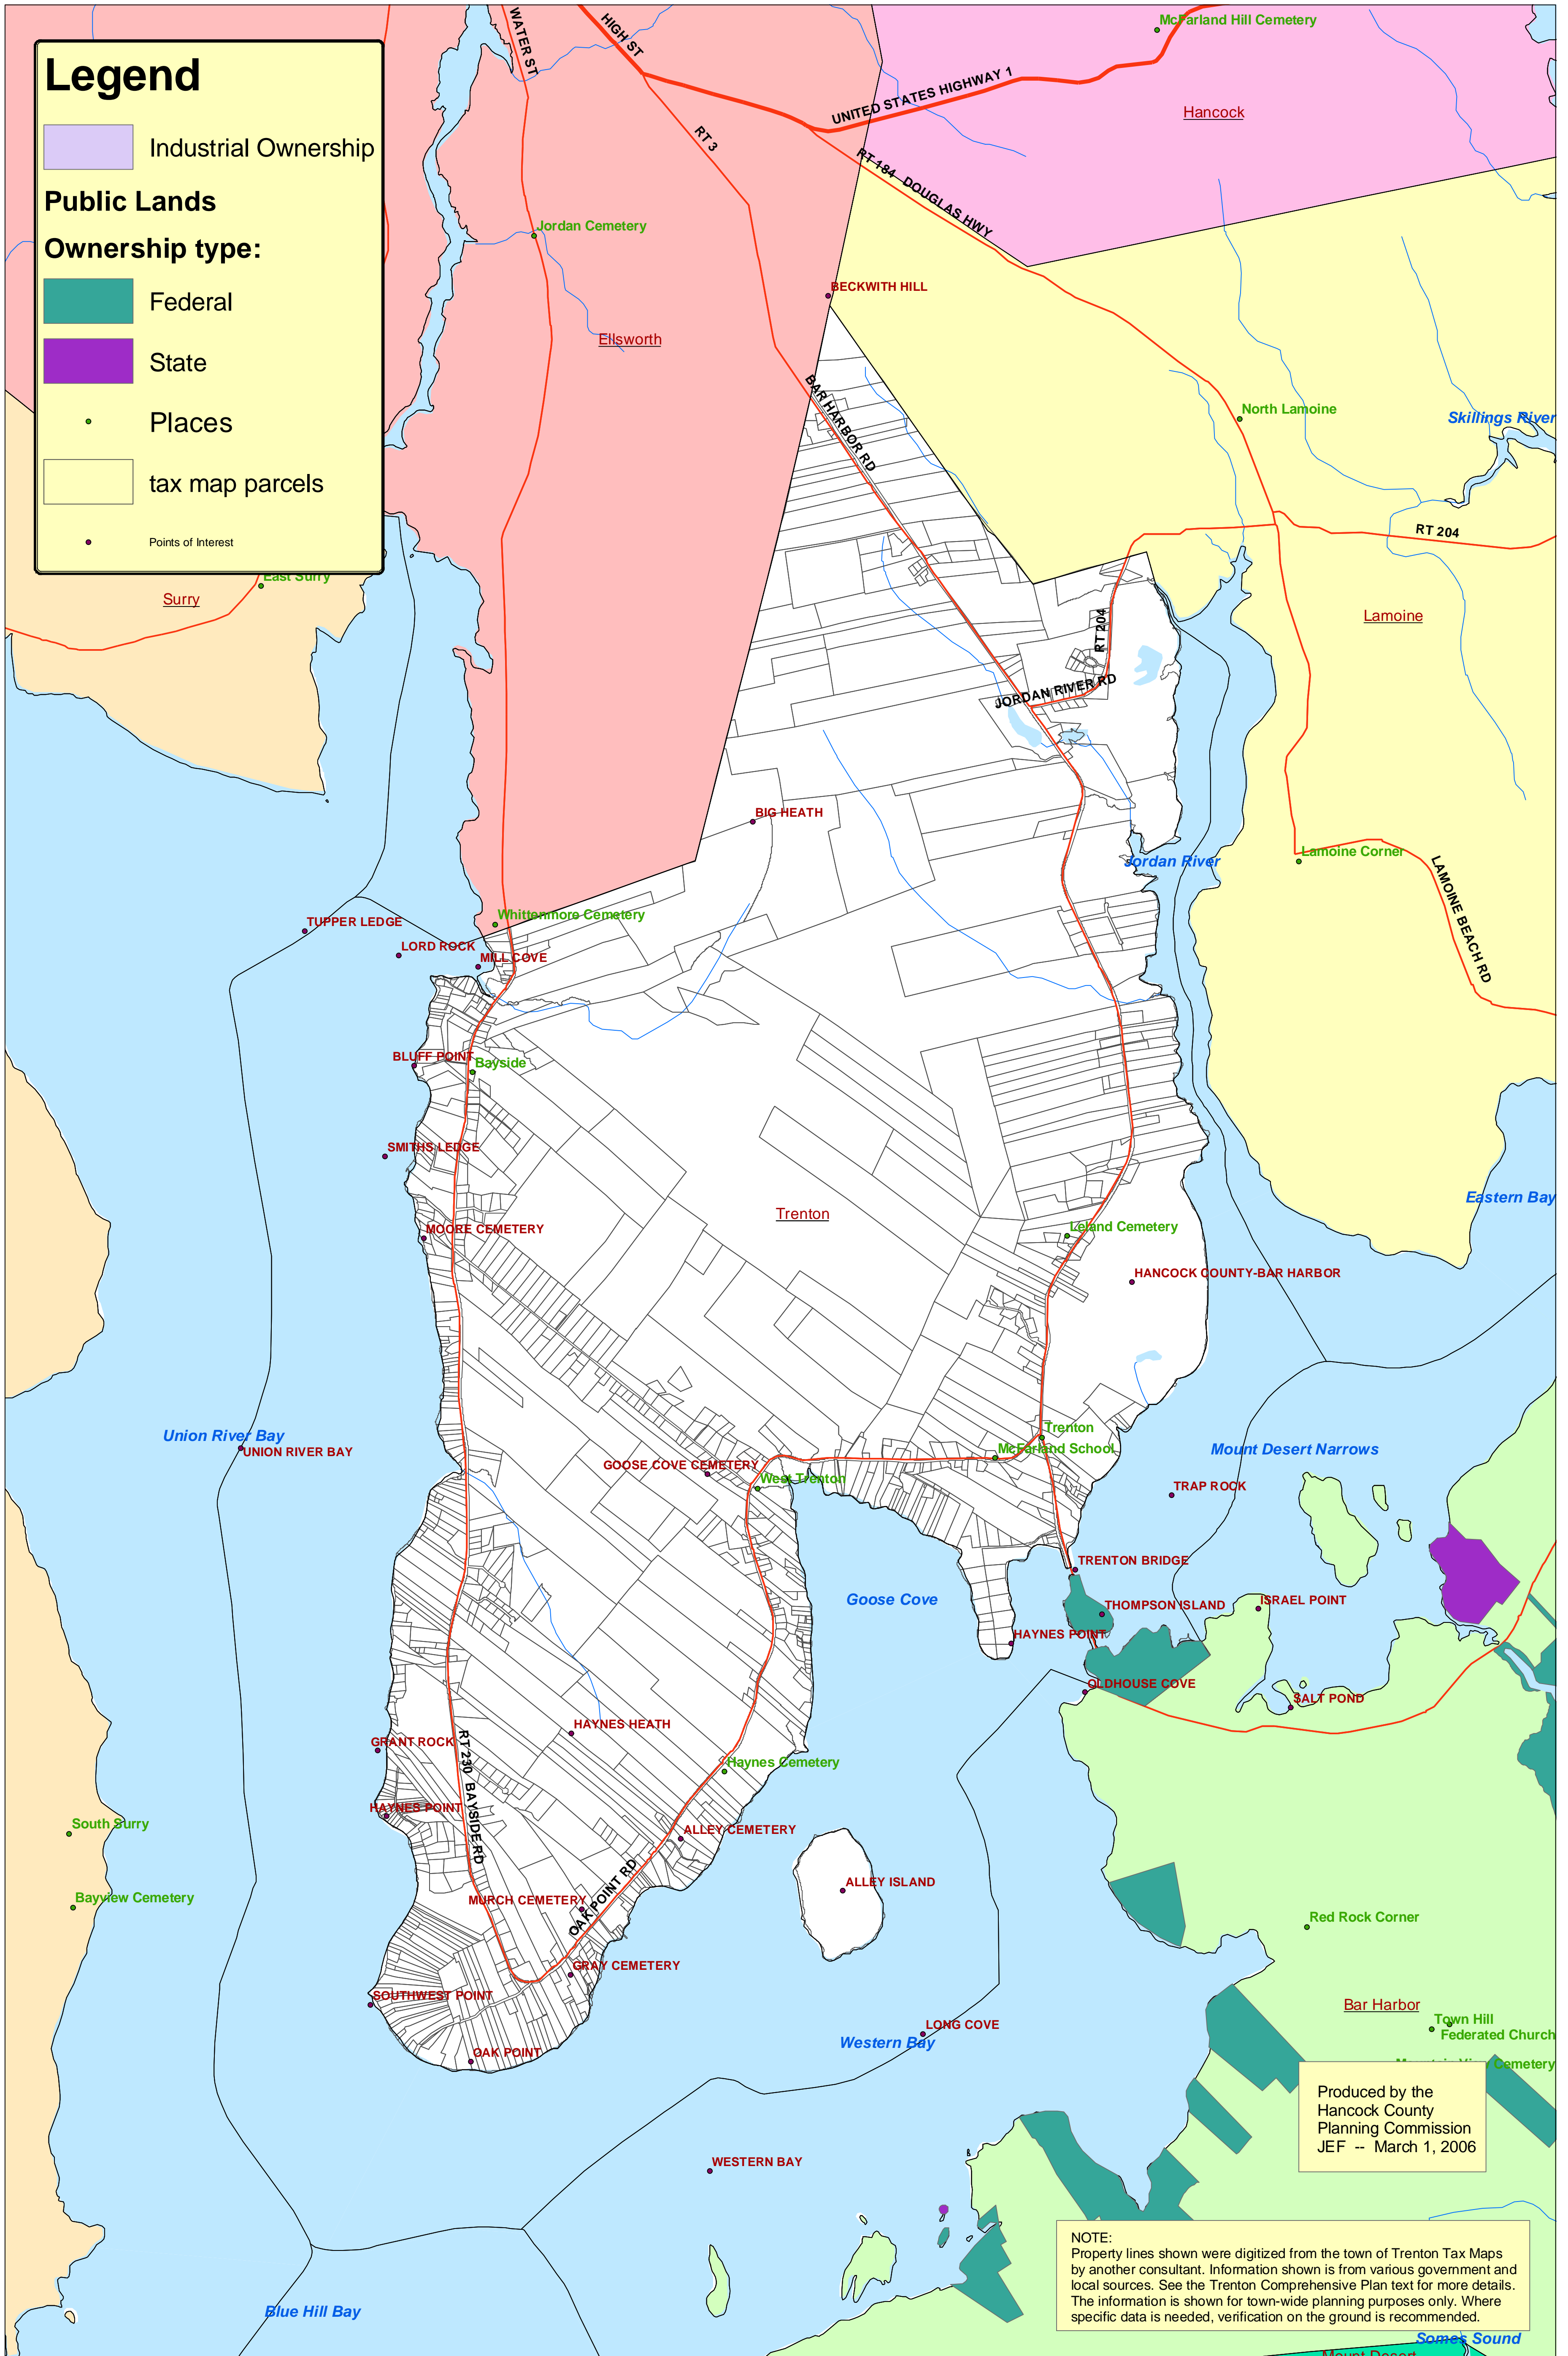 Legend
Industrial Ownership
Public Lands
Ownership type:
Federal
State
Places
tax map parcels
Points of Interest
WATER ST
HIGH ST
McFarland Hill Cemetery
UNITED STATES HIGHWAY 1
Hancock
RT 3
RT 184 DOUGLAS HWY
Jordan Cemetery
BECKWITH HILL
Ellsworth
BAR HARBOR RD
North Lamoine
Skillings River
RT 204
East Surry
Surry
Lamoine
RT 204
JORDAN RIVER RD
BIG HEATH
Jordan River
Lamoine Corner
LAMOINE BEACH RD
Whittenmore Cemetery
TUPPER LEDGE
LORD ROCK
MILL COVE
BLUFF POINT
Bayside
SMITHS LEDGE
Eastern Bay
Trenton
MOORE CEMETERY
Leland Cemetery
HANCOCK COUNTY-BAR HARBOR
Union River Bay
UNION RIVER BAY
Trenton
McFarland School
Mount Desert Narrows
GOOSE COVE CEMETERY
West Trenton
TRAP ROCK
TRENTON BRIDGE
Goose Cove
THOMPSON ISLAND
ISRAEL POINT
HAYNES POINT
OLDHOUSE COVE
SALT POND
HAYNES HEATH
GRANT ROCK
RT 230 BAYSIDE RD
Haynes Cemetery
HAYNES POINT
South Surry
ALLEY CEMETERY
ALLEY ISLAND
Bayview Cemetery
MURCH CEMETERY
OAK POINT RD
Red Rock Corner
GRAY CEMETERY
SOUTHWEST POINT
Bar Harbor
Town Hill
Federated Church
LONG COVE
Western Bay
OAK POINT
Mountain View Cemetery
Produced by the
Hancock County
Planning Commission
JEF -- March 1, 2006
WESTERN BAY
NOTE:
Property lines shown were digitized from the town of Trenton Tax Maps
by another consultant. Information shown is from various government and
local sources. See the Trenton Comprehensive Plan text for more details.
The information is shown for town-wide planning purposes only. Where
specific data is needed, verification on the ground is recommended.
Blue Hill Bay
Somes Sound
Mount Desert